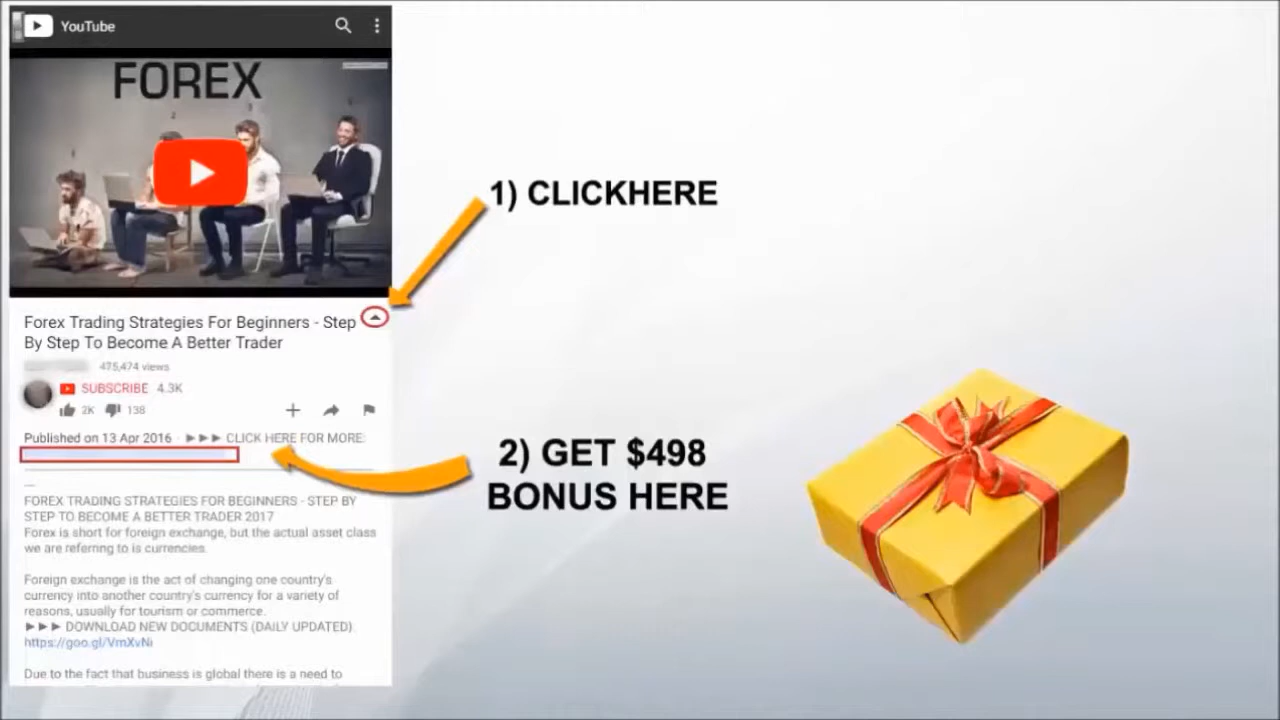 YouTube
FOREX
1) CLICKHERE
Forex Trading Strategies For Beginners - Step
By Step To Become A Better Trader
475,474 views
SUBSCRIBE 4.3K
2K 138
Published on 13 Apr 2016 · ►►► CLICK HERE FOR MORE:
2) GET $498
BONUS HERE
FOREX TRADING STRATEGIES FOR BEGINNERS - STEP BY
STEP TO BECOME A BETTER TRADER 2017
Forex is short for foreign exchange, but the actual asset class
we are referring to is currencies.
Foreign exchange is the act of changing one country's
currency into another country's currency for a variety of
reasons, usually for tourism or commerce.
►►► DOWNLOAD NEW DOCUMENTS (DAILY UPDATED)
https://goo.gl/VmXvNi
Due to the fact that business is global there is a need to